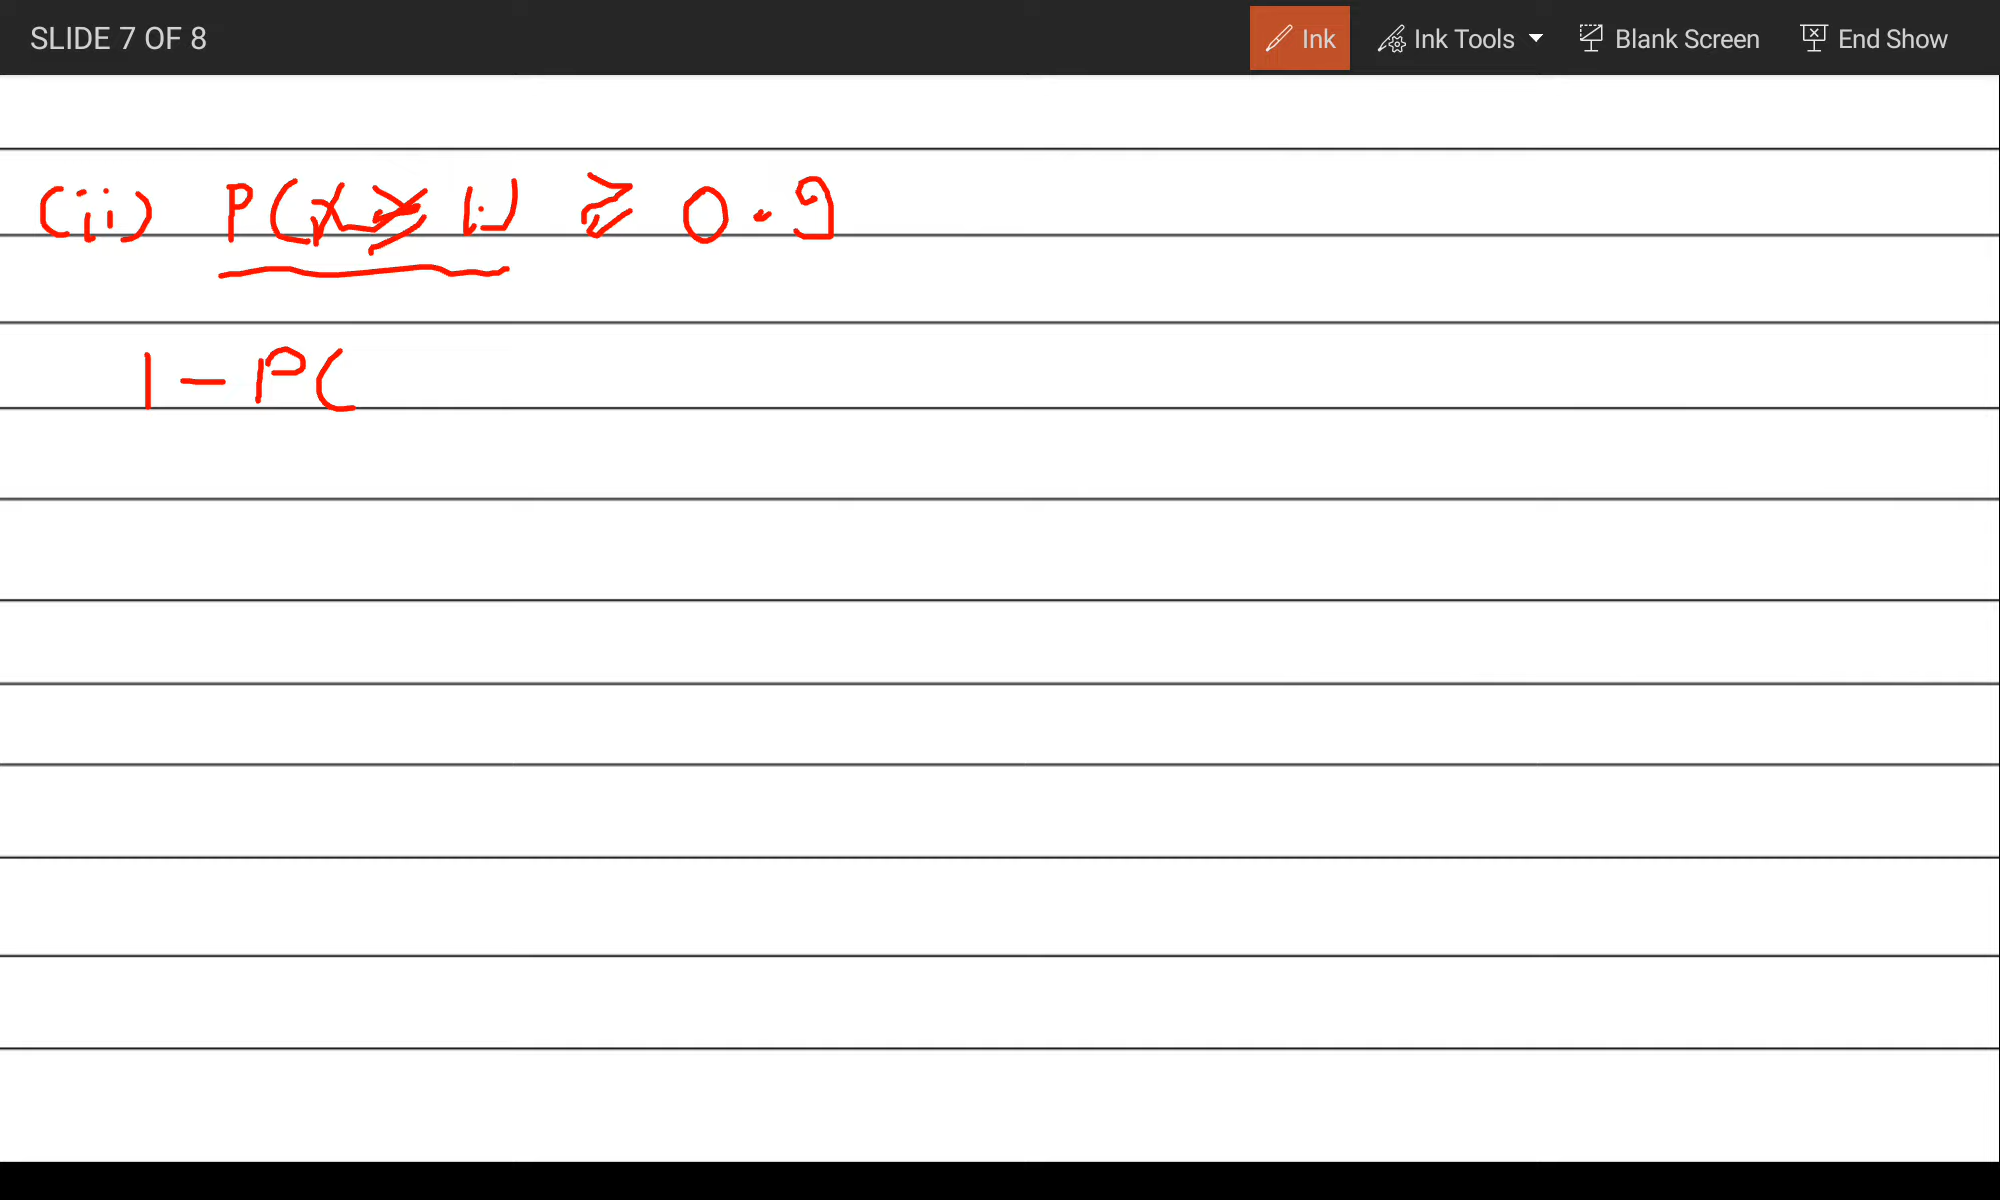 SLIDE 7 OF 8 Ink Ink Tools Blank Screen End Show
(ii) P(X ≥ 1) ≥ 0.9
1 - P(